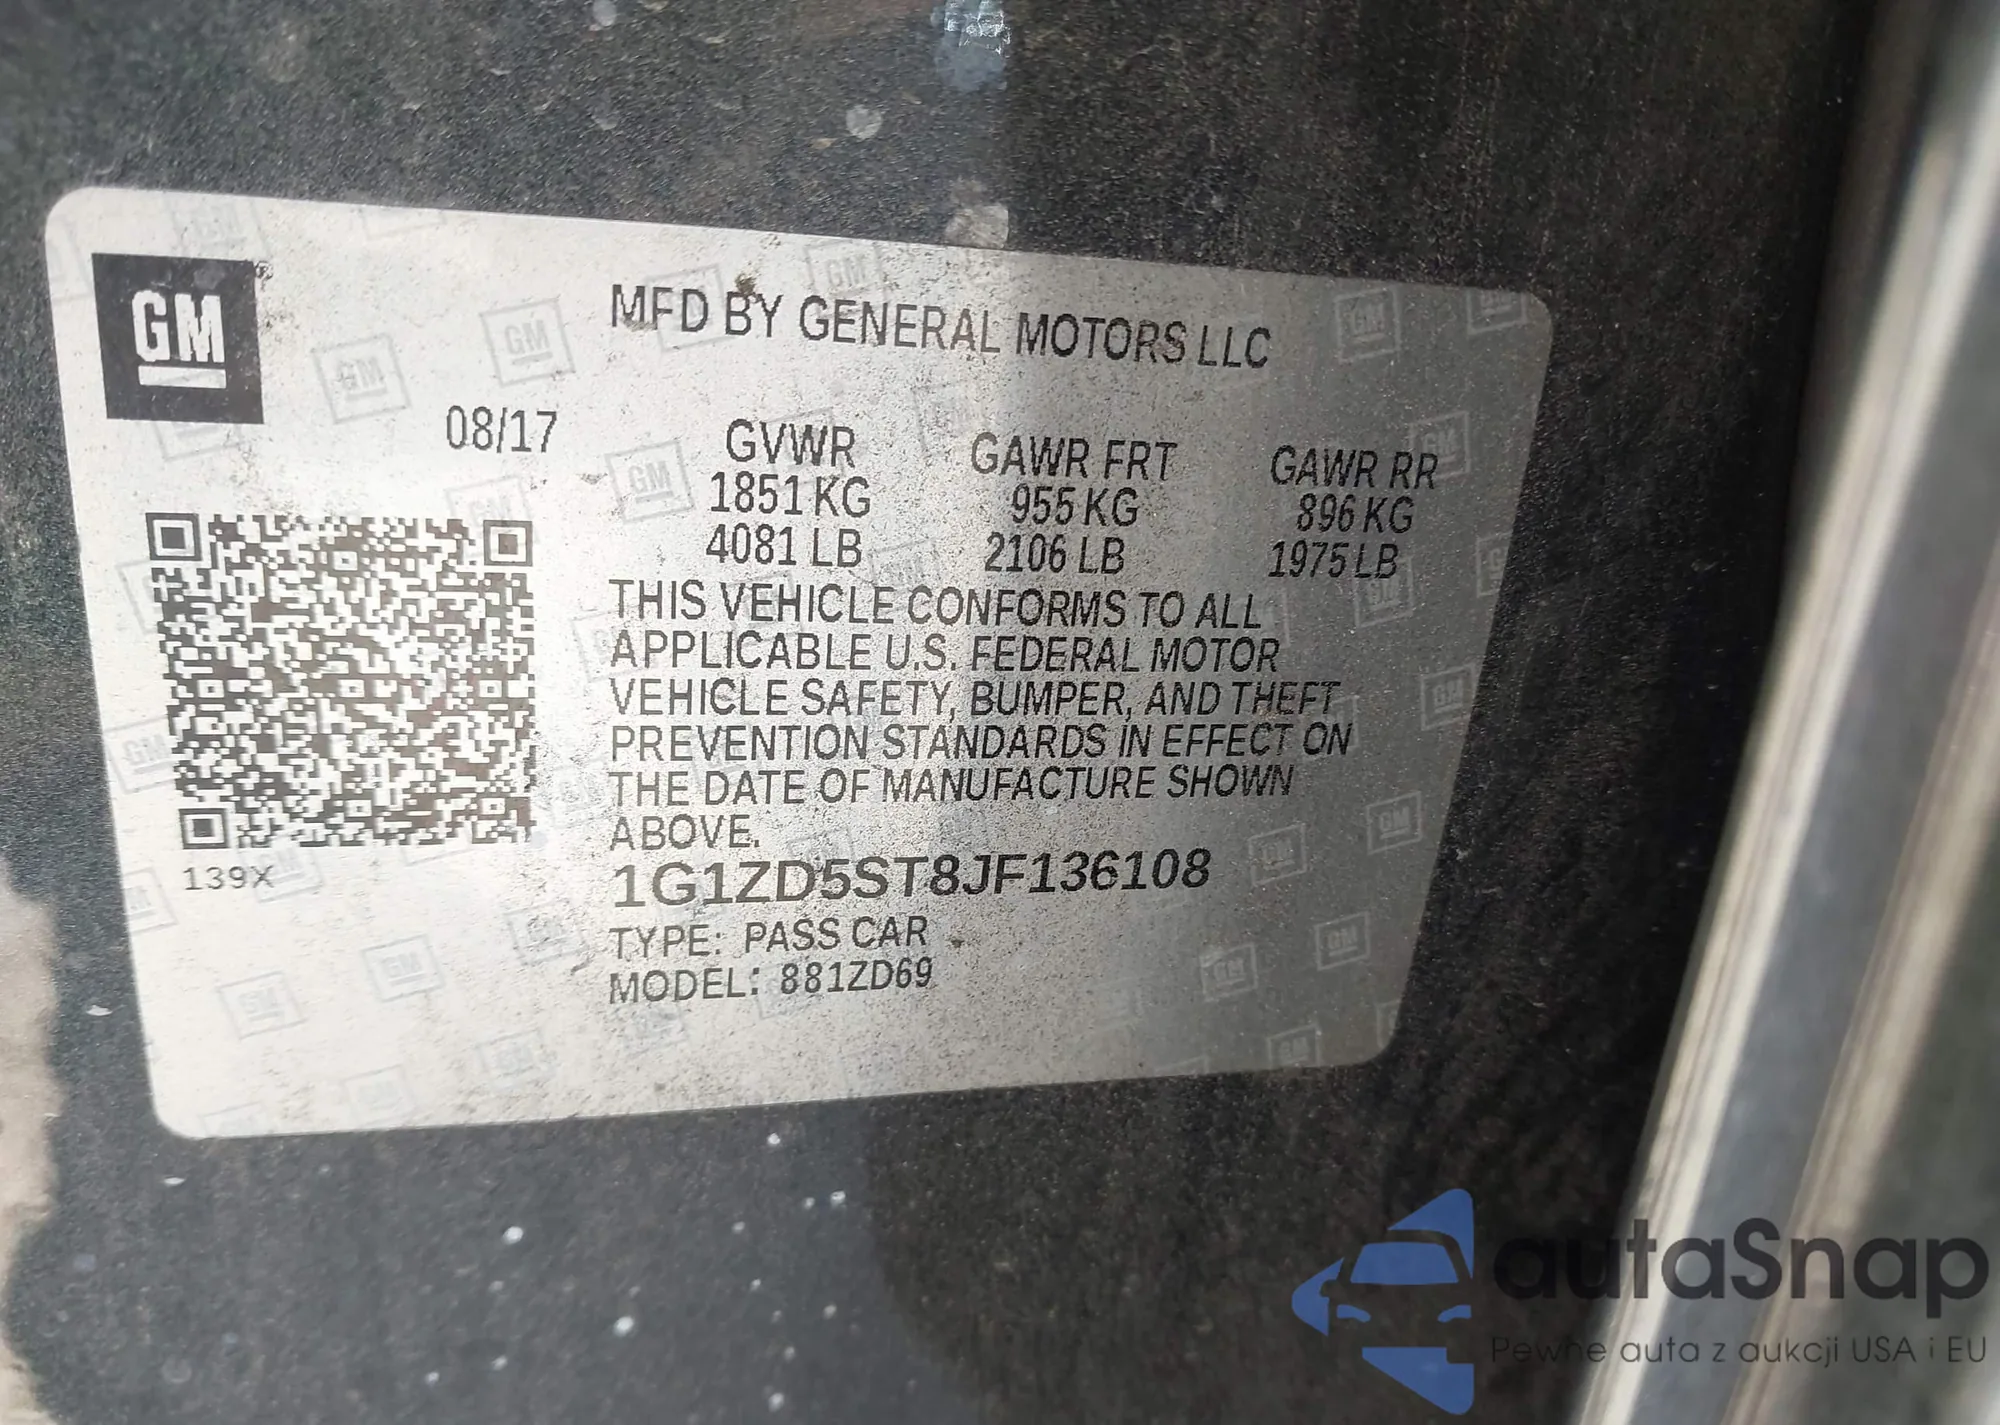 GM
MFD BY GENERAL MOTORS LLC
08/17
GVWR GAWR FRT GAWR RR
1851 KG 955 KG 896 KG
4081 LB 2106 LB 1975 LB
THIS VEHICLE CONFORMS TO ALL
APPLICABLE U.S. FEDERAL MOTOR
VEHICLE SAFETY, BUMPER, AND THEFT
PREVENTION STANDARDS IN EFFECT ON
THE DATE OF MANUFACTURE SHOWN
ABOVE.
139X
1G1ZD5ST8JF136108
TYPE: PASS CAR
MODEL: 881ZD69
autaSnap
Pewne auta z aukcji USA i EU